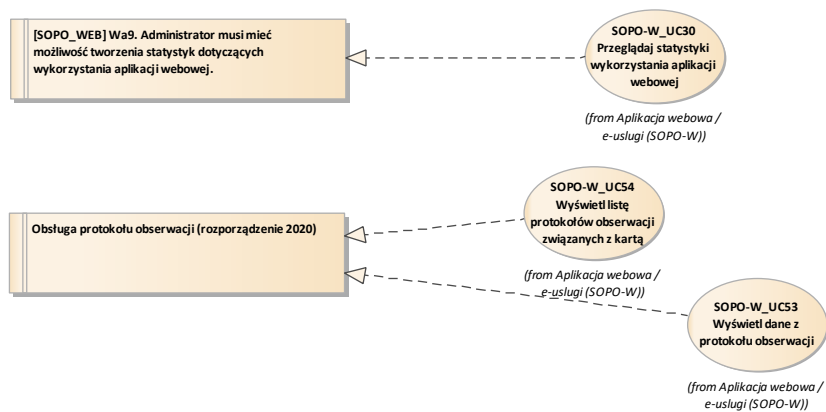 [SOPO_WEB] Wa9. Administrator musi mieć
możliwość tworzenia statystyk dotyczących
wykorzystania aplikacji webowej.
SOPO-W_UC30
Przeglądaj statystyki
wykorzystania aplikacji
webowej
(from Aplikacja webowa /
e-uslugi (SOPO-W))
Obsługa protokołu obserwacji (rozporządzenie 2020)
SOPO-W_UC54
Wyświetl listę
protokołów obserwacji
związanych z kartą
(from Aplikacja webowa /
e-uslugi (SOPO-W))
SOPO-W_UC53
Wyświetl dane z
protokołu obserwacji
(from Aplikacja webowa /
e-uslugi (SOPO-W))